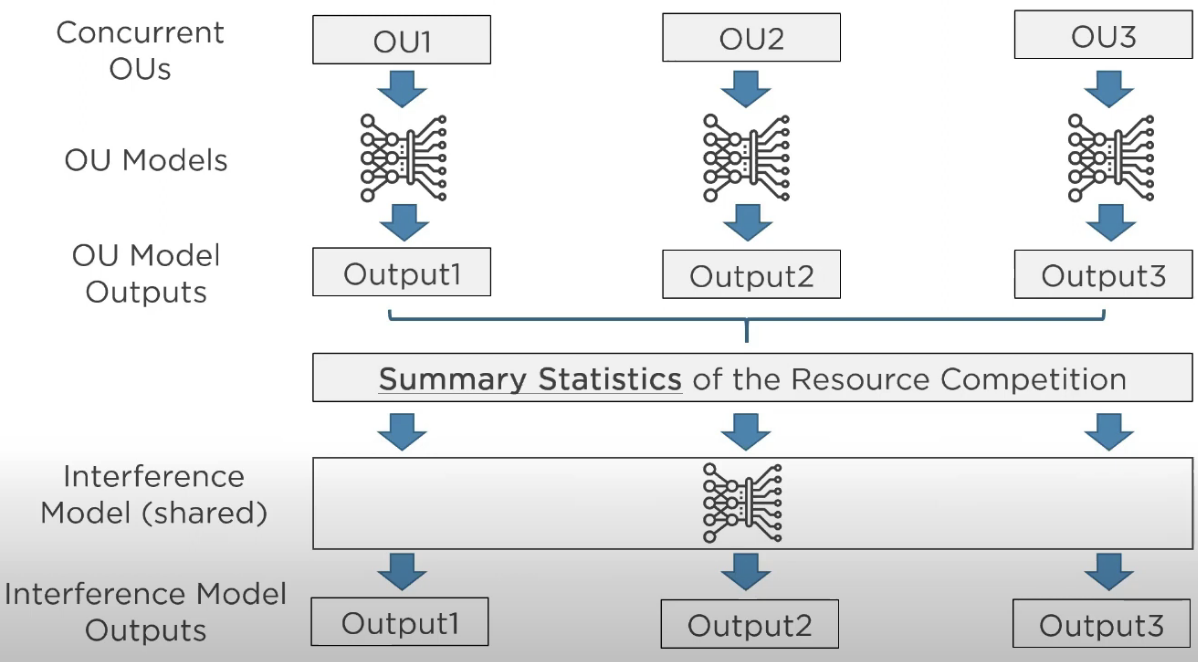 Concurrent
OUs
OU1
OU2
OU3
OU Models
OU Model
Outputs
Output1
Output2
Output3
Summary Statistics of the Resource Competition
Interference
Model (shared)
Interference Model
Outputs
Output1
Output2
Output3